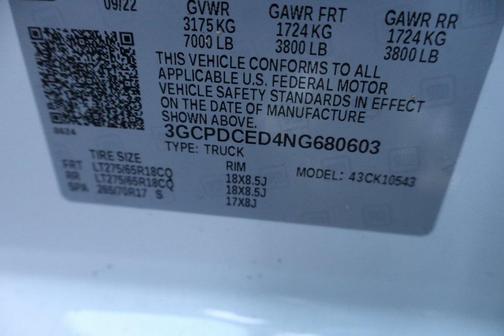 09/22 GVWR GAWR FRT GAWR RR
3175 KG 1724 KG 1724 KG
7000 LB 3800 LB 3800 LB
THIS VEHICLE CONFORMS TO ALL
APPLICABLE U.S. FEDERAL MOTOR
VEHICLE SAFETY STANDARDS IN EFFECT
ON THE DATE OF MANUFACTURE
SHOWN ABOVE.
0624
3GCPDCED4NG680603
TYPE: TRUCK
TIRE SIZE RIM MODEL: 43CK10543
FRT LT275/65R18CQ 18X8.5J
RR LT275/65R18CQ 18X8.5J
SPA 265/70R17 S 17X8J